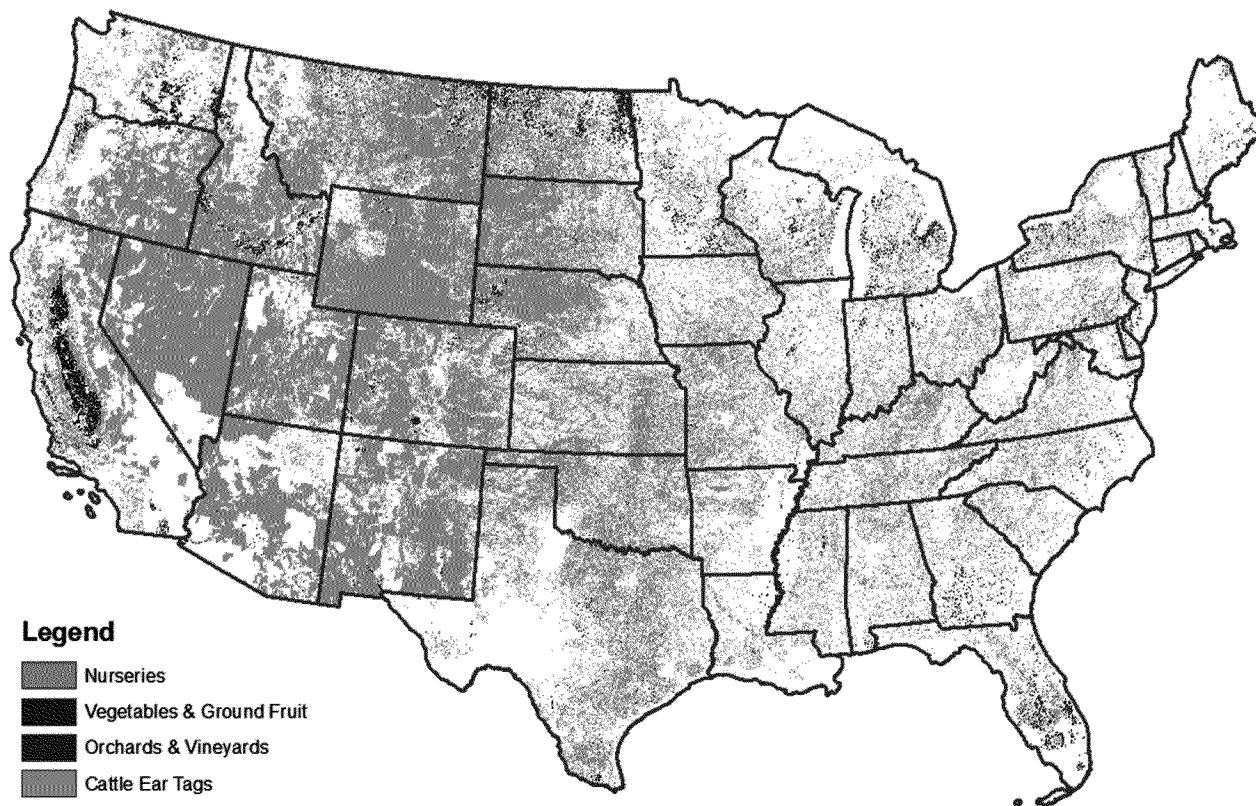 Legend
Nurseries
Vegetables & Ground Fruit
Orchards & Vineyards
Cattle Ear Tags